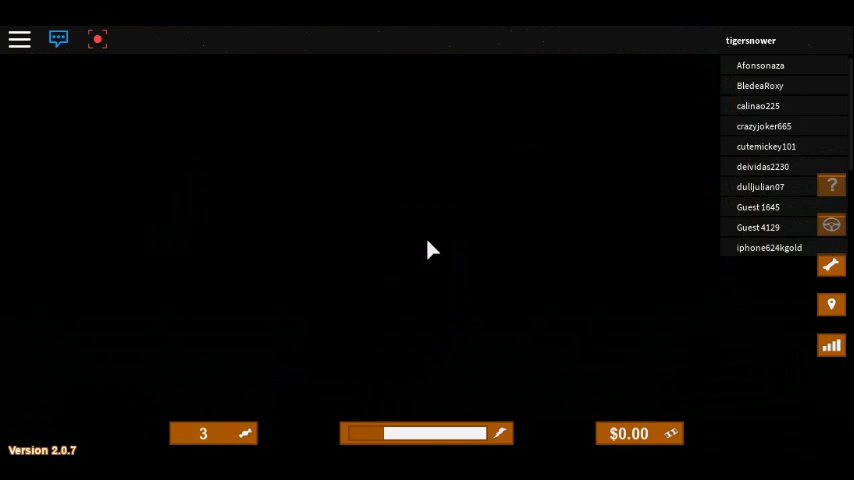 tigersnower
Afonsonaza
BledeaRoxy
calinao225
crazyjoker665
cutemickey101
deividas2230
dulljulian07
Guest 1645
Guest 4129
iphone624kgold
?
3
$0.00
Version 2.0.7